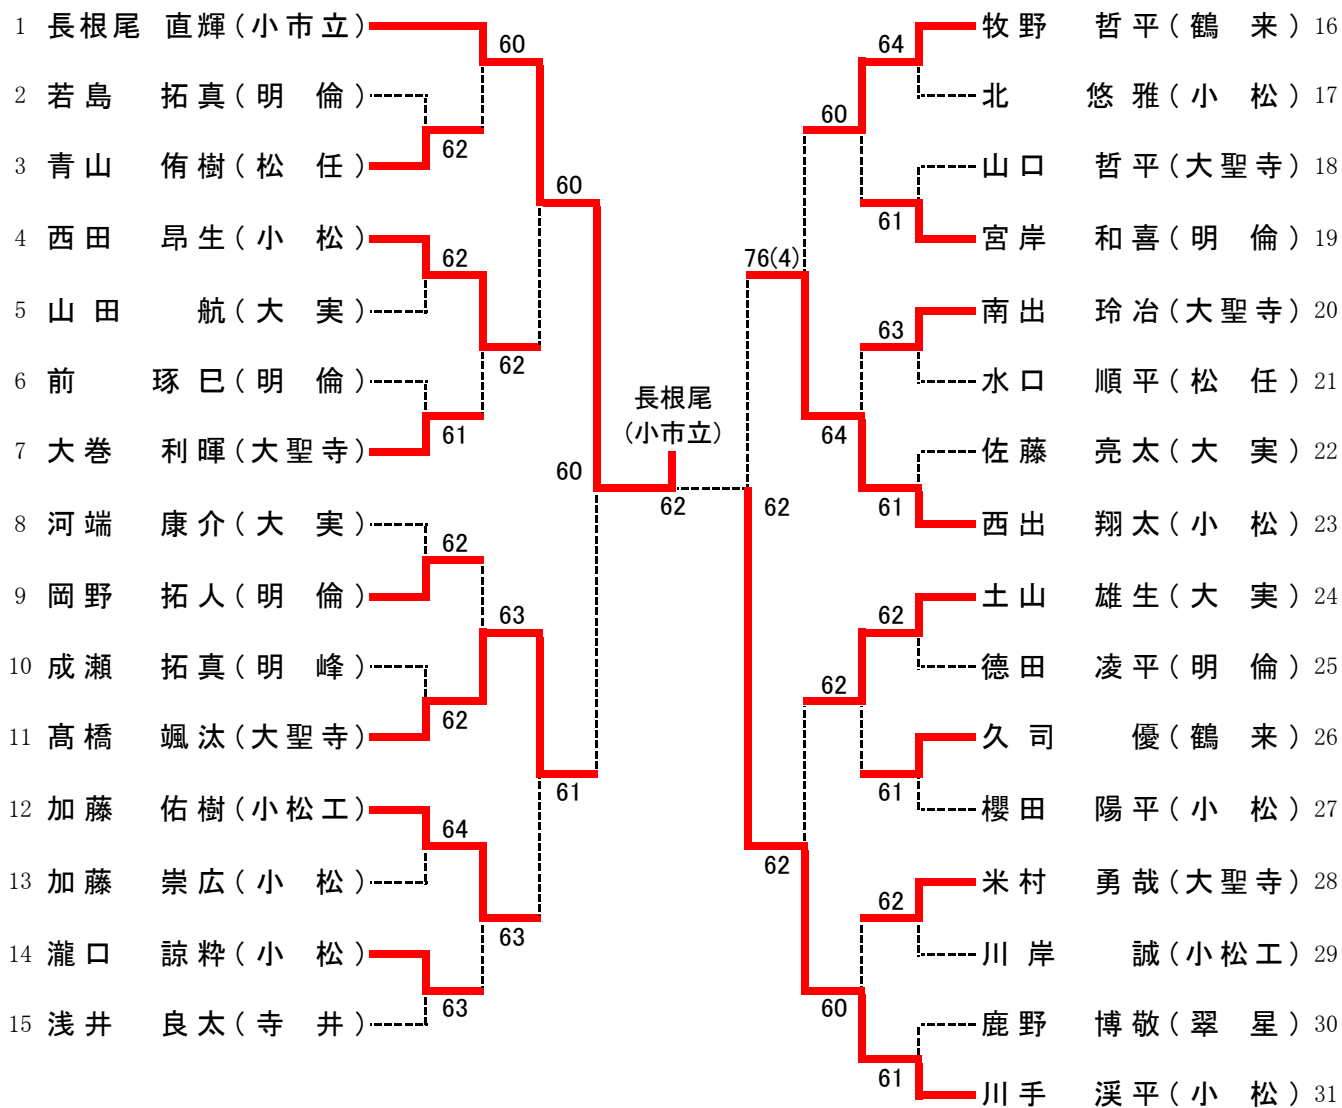 1 長根尾 直輝(小市立)
2 若島 拓真(明 倫)
3 青山 侑樹(松 任)
4 西田 昂生(小 松)
5 山田 航(大 実)
6 前 琢巳(明 倫)
7 大巻 利暉(大聖寺)
8 河端 康介(大 実)
9 岡野 拓人(明 倫)
10 成瀬 拓真(明 峰)
11 髙橋 颯汰(大聖寺)
12 加藤 佑樹(小松工)
13 加藤 崇広(小 松)
14 瀧口 諒粋(小 松)
15 浅井 良太(寺 井)
60
62
62
61
62
62
64
63
60
62
63
63
60
61
60
長根尾
(小市立)
62
62
76(4)
62
60
64
62
60
64
61
63
61
62
61
62
61
牧野 哲平(鶴 来) 16
北 悠雅(小 松) 17
山口 哲平(大聖寺) 18
宮岸 和喜(明 倫) 19
南出 玲冶(大聖寺) 20
水口 順平(松 任) 21
佐藤 亮太(大 実) 22
西出 翔太(小 松) 23
土山 雄生(大 実) 24
德田 凌平(明 倫) 25
久司 優(鶴 来) 26
櫻田 陽平(小 松) 27
米村 勇哉(大聖寺) 28
川岸 誠(小松工) 29
鹿野 博敬(翠 星) 30
川手 渓平(小 松) 31